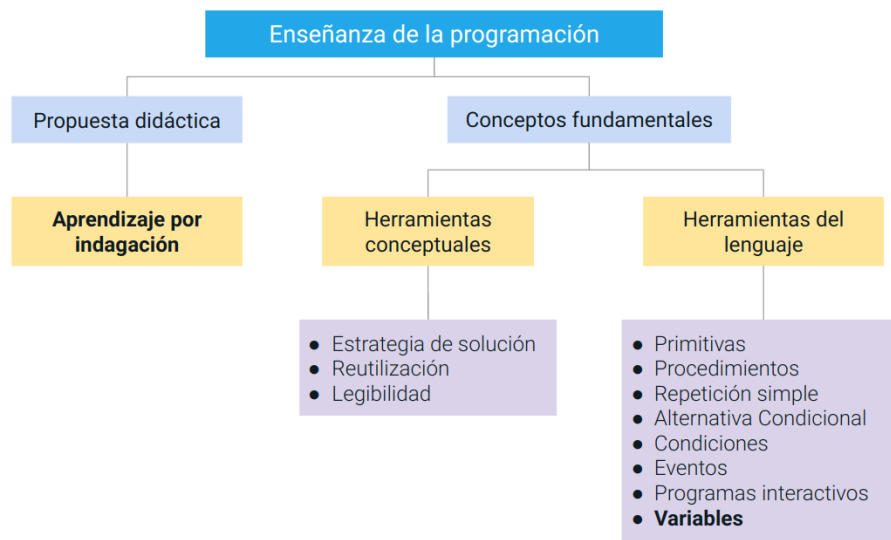 Enseñanza de la programación
Propuesta didáctica
Conceptos fundamentales
Aprendizaje por
indagación
Herramientas
conceptuales
Herramientas del
lenguaje
● Estrategia de solución
● Reutilización
● Legibilidad
● Primitivas
● Procedimientos
● Repetición simple
● Alternativa Condicional
● Condiciones
● Eventos
● Programas interactivos
● Variables